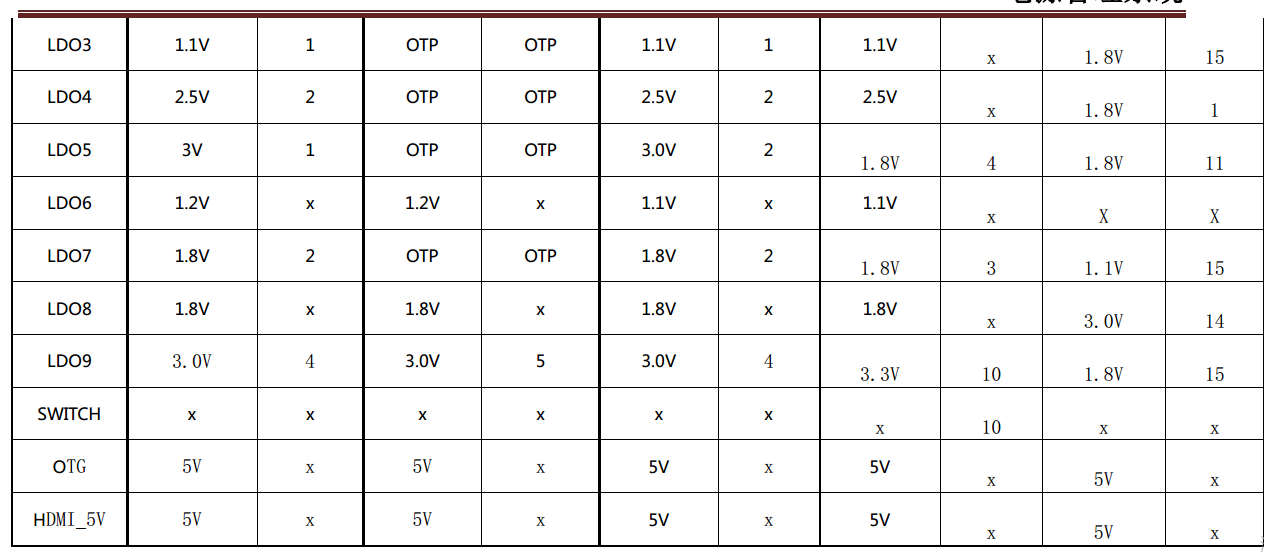 LDO3 1.1V 1 OTP OTP 1.1V 1 1.1V x 1.8V 15
LDO4 2.5V 2 OTP OTP 2.5V 2 2.5V x 1.8V 1
LDO5 3V 1 OTP OTP 3.0V 2 1.8V 4 1.8V 11
LDO6 1.2V x 1.2V x 1.1V x 1.1V x X X
LDO7 1.8V 2 OTP OTP 1.8V 2 1.8V 3 1.1V 15
LDO8 1.8V x 1.8V x 1.8V x 1.8V x 3.0V 14
LDO9 3.0V 4 3.0V 5 3.0V 4 3.3V 10 1.8V 15
SWITCH x x x x x x x 10 x x
OTG 5V x 5V x 5V x 5V x 5V x
HDMI_5V 5V x 5V x 5V x 5V x 5V x